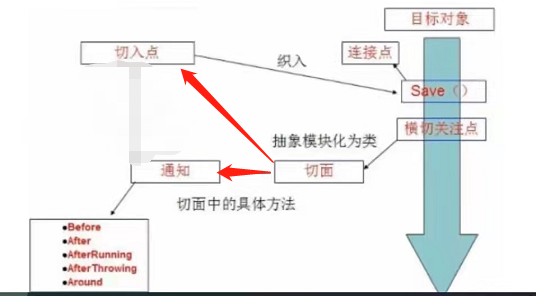 目标对象
切入点
连接点
织入
Save（）
横切关注点
抽象模块化为类
通知
切面
切面中的具体方法
●Before
●After
●AfterRunning
●AfterThrowing
●Around